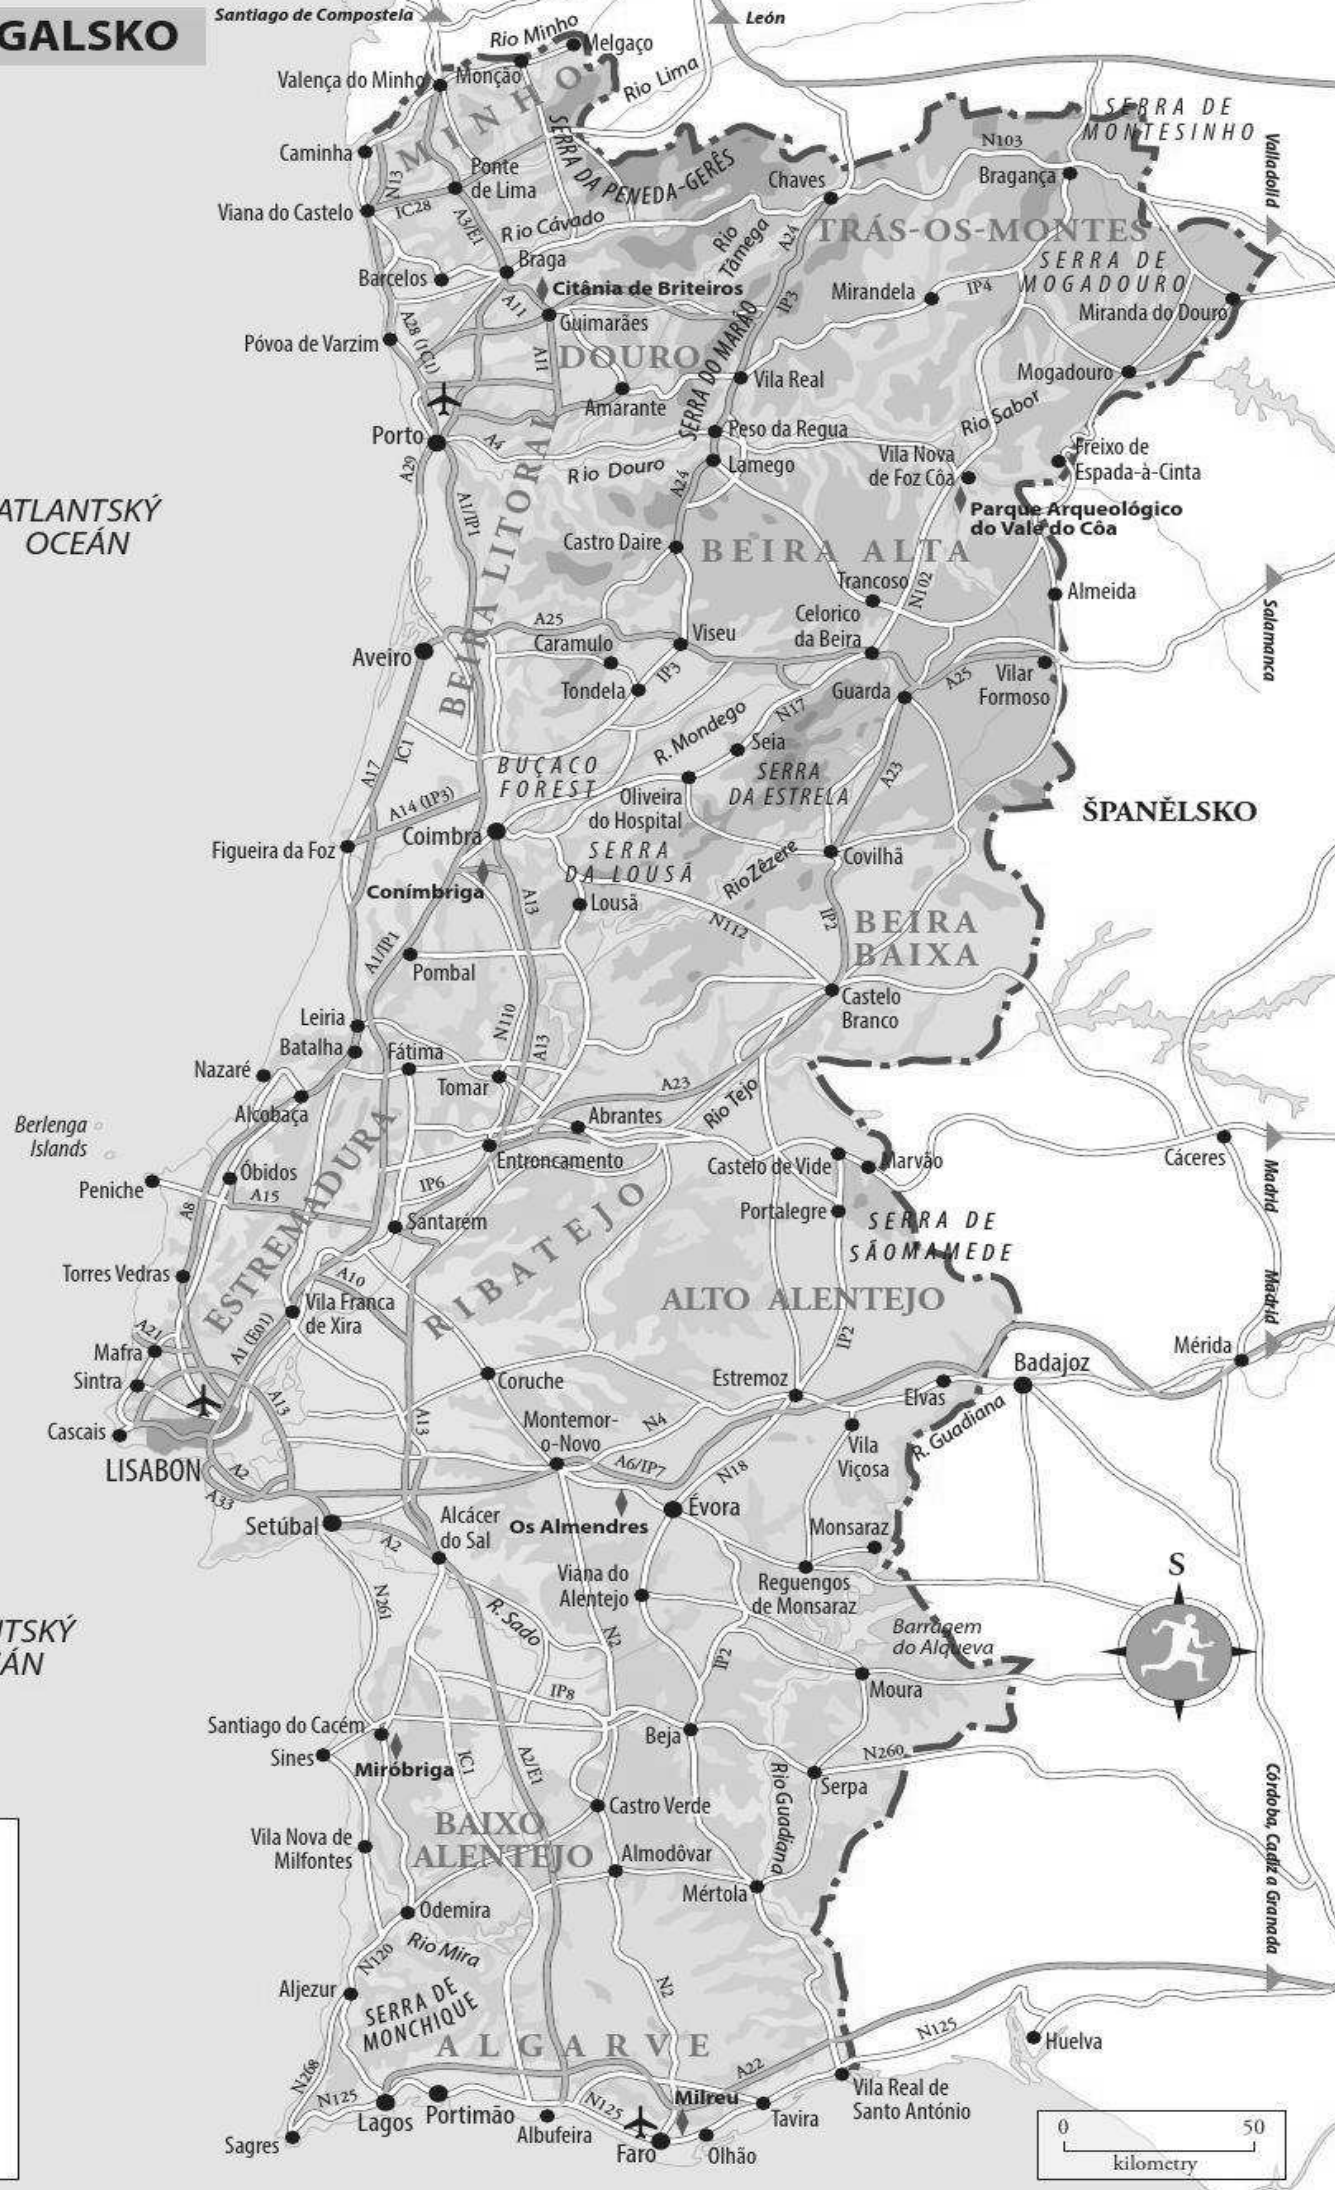 GALSKO
Santiago de Compostela
León
Rio Minho
Melgaço
Valença do Minho
Monção
Rio Lima
MINHO
SERRA DE
MONTESINHO
Valladolid
Caminha
N13
Ponte
de Lima
SERRA DA PENEDA-GERÊS
N103
Chaves
Bragança
Viana do Castelo
IC28
A3/E1
Rio Cávado
Rio
Tâmega
A24
TRÁS-OS-MONTES
Barcelos
Braga
Citânia de Briteiros
SERRA DE
MOGADOURO
Mirandela
IP4
IP3
Miranda do Douro
A11
Guimarães
Póvoa de Varzim
A28 (IC1)
A11
DOURO
SERRA DO MARÃO
Vila Real
Mogadouro
Amarante
Rio Sabor
Porto
A4
Peso da Regua
A29
Rio Douro
Lamego
Vila Nova
de Foz Côa
Freixo de
Espada-à-Cinta
A24
A1/IP1
Parque Arqueológico
do Vale do Côa
ATLANTSKÝ
OCEÁN
BEIRA LITORAL
Castro Daire
BEIRA ALTA
Trancoso
N102
Almeida
Celorico
da Beira
Salamanca
A25
Viseu
Caramulo
Aveiro
IP3
Tondela
Guarda
A25
Vilar
Formoso
N17
R. Mondego
Seia
IC1
A17
BUÇACO
FOREST
SERRA
DA ESTRELA
A23
Oliveira
do Hospital
A14 (IP3)
Coimbra
ŠPANĚLSKO
Figueira da Foz
SERRA
DA LOUSÃ
Rio Zêzere
Covilhã
Conímbriga
A13
Lousã
N112
IP2
BEIRA
BAIXA
A1/IP1
Pombal
Castelo
Branco
Leiria
N110
A13
Batalha
Fátima
Nazaré
Tomar
A23
Rio Tejo
Alcobaça
Abrantes
Berlenga
Islands
Entroncamento
Castelo de Vide
Marvão
Cáceres
Madrid
Óbidos
Peniche
A15
IP6
A8
ESTREMADURA
Santarém
Portalegre
RIBATEJO
SERRA DE
SÃOMAMEDE
Torres Vedras
A10
Vila Franca
de Xira
ALTO ALENTEJO
Madrid
A21
A1 (E01)
IP2
Mafra
Sintra
Coruche
Estremoz
Elvas
Badajoz
Mérida
A13
A13
Cascais
Montemor-
o-Novo
N4
R. Guadiana
Vila
Viçosa
LISABON
A2
A6/IP7
N18
A33
Évora
Setúbal
Alcácer
do Sal
Os Almendres
Monsaraz
A2
Viana do
Alentejo
Reguengos
de Monsaraz
S
N261
R. Sado
Barragem
do Alqueva
TSKÝ
ÁN
N2
IP2
Moura
IP8
Santiago do Cacém
Beja
Sines
Miróbriga
IC1
A2/E1
N260
Serpa
Rio Guadiana
Castro Verde
BAIXO
ALENTEJO
Vila Nova de
Milfontes
Almodôvar
Mértola
Córdoba, Cadiz a Granada
Odemira
Rio Mira
N120
Aljezur
SERRA DE
MONCHIQUE
N2
ALGARVE
N125
Huelva
N268
A22
N125
Milreu
Vila Real de
Santo António
Lagos
Portimão
N125
Tavira
Sagres
Albufeira
Faro
Olhão
0 50
kilometry